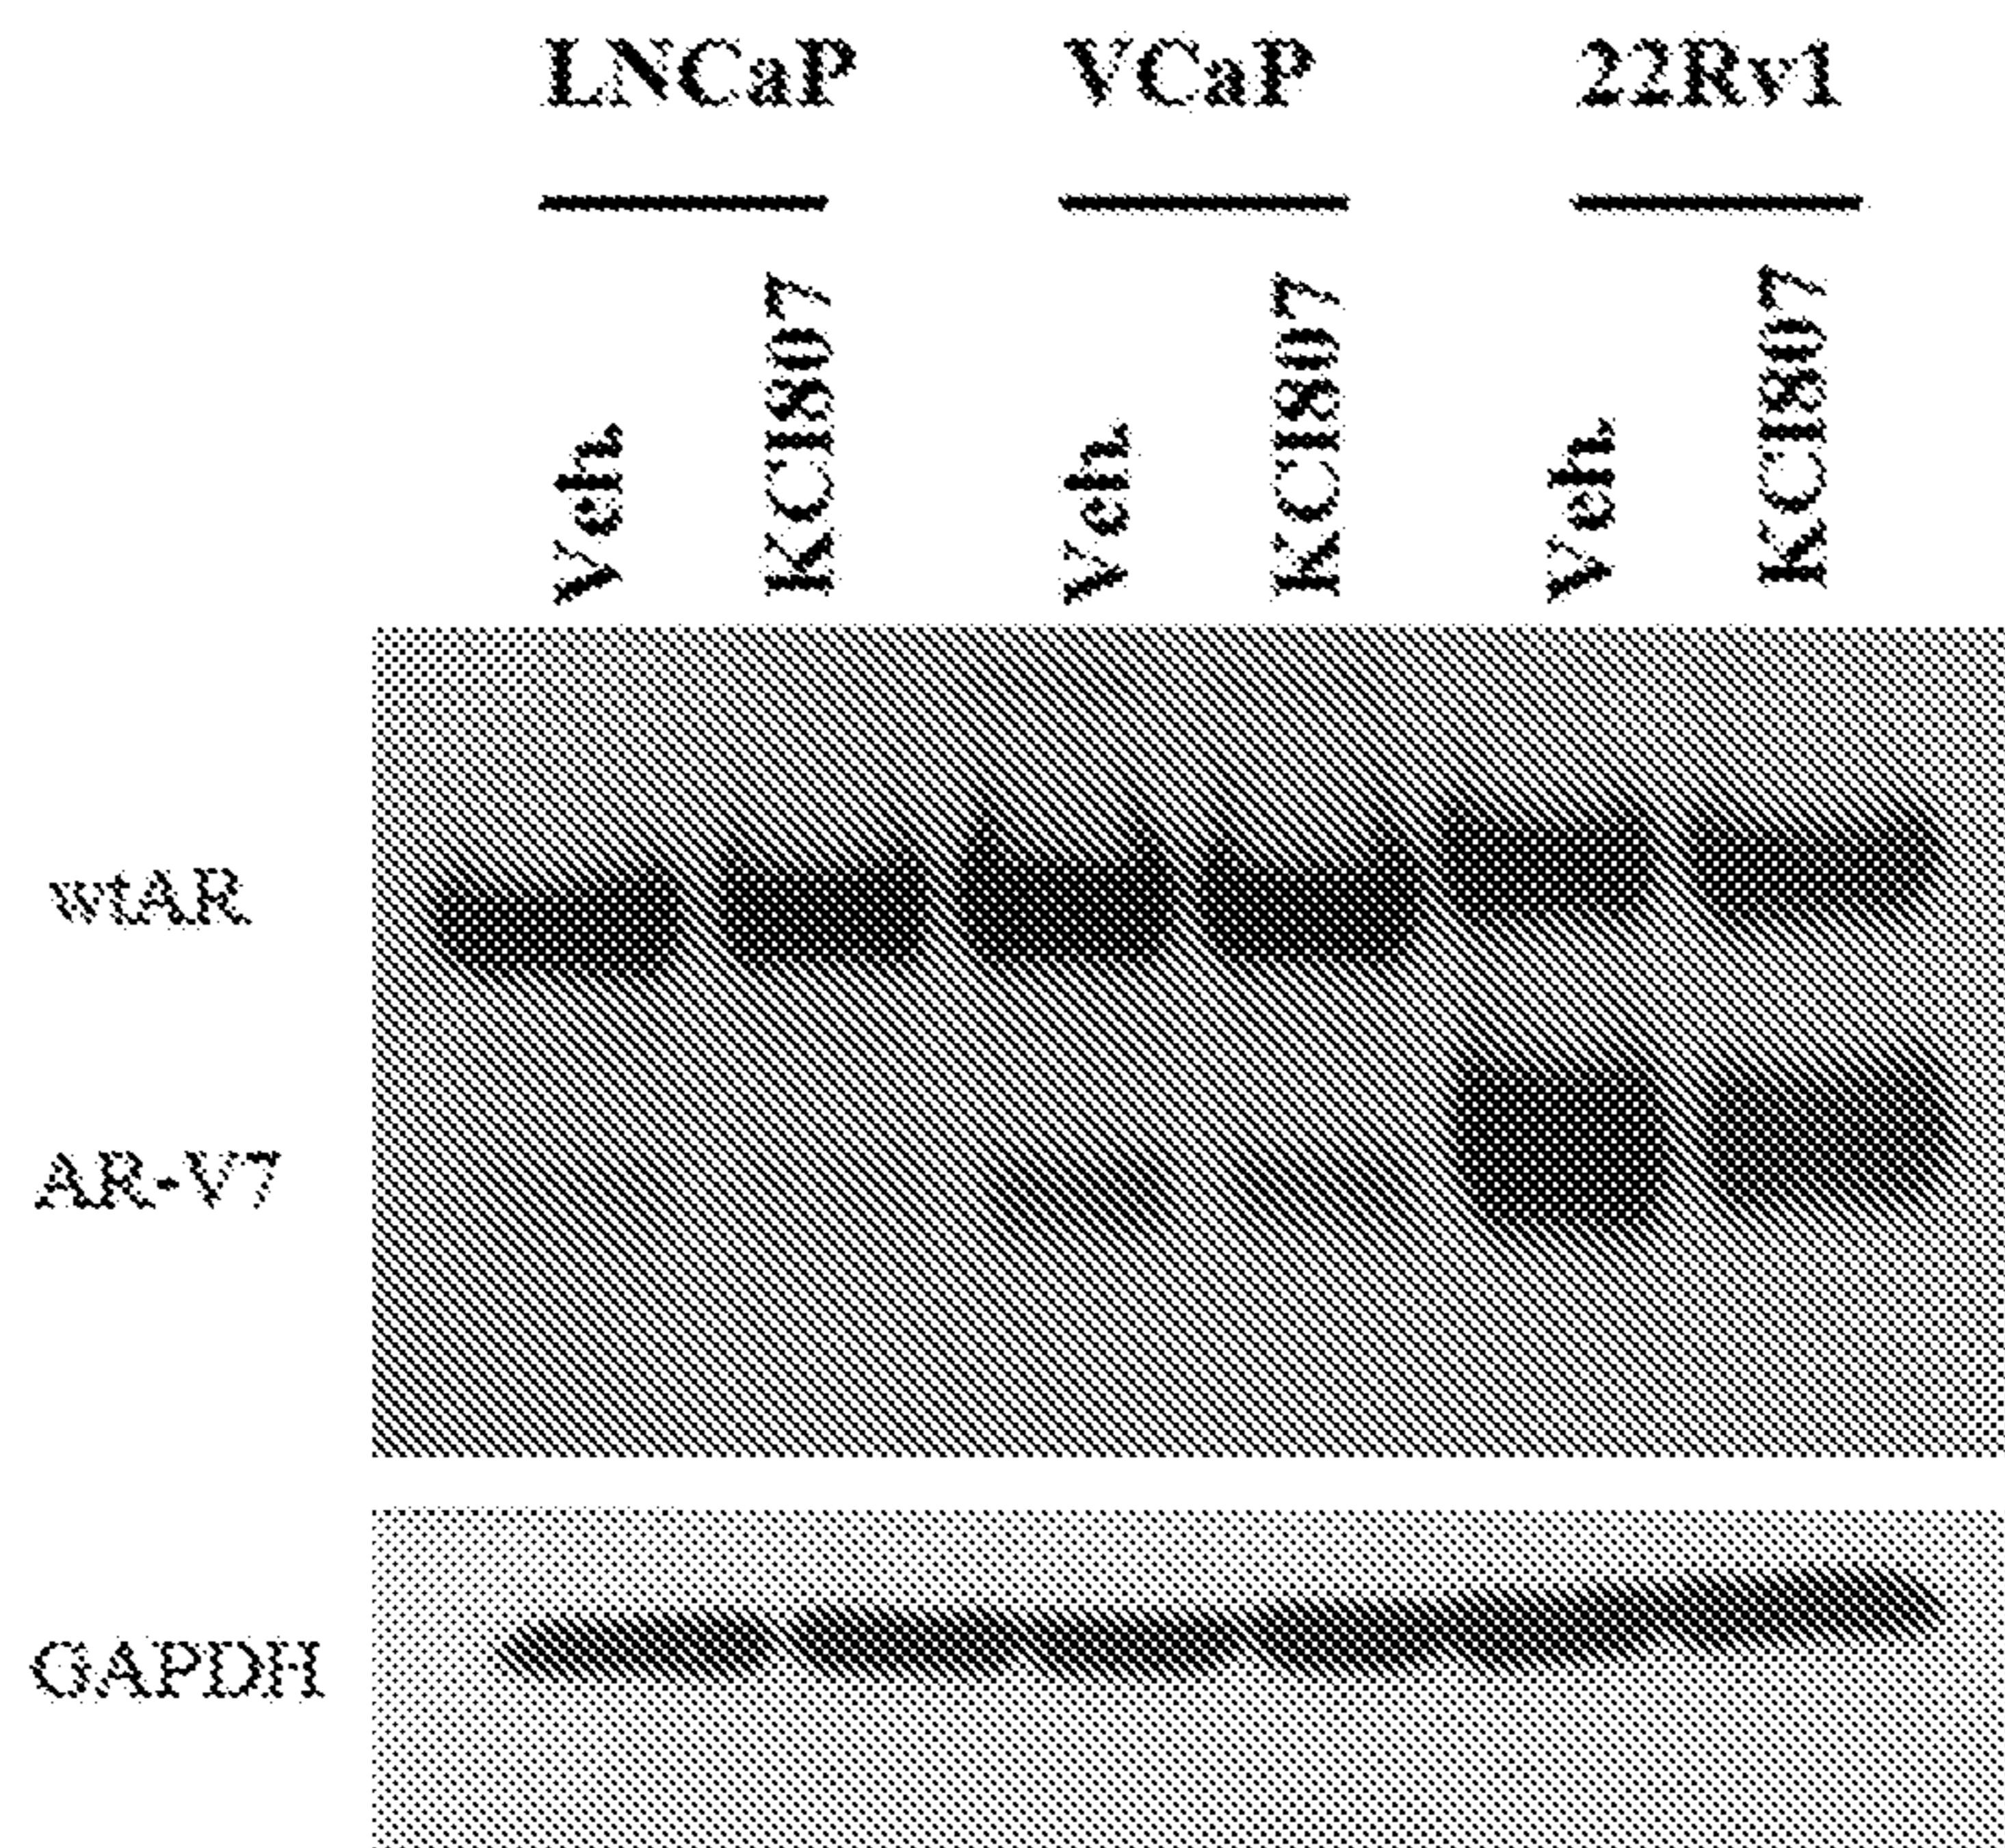 LNCaP VCaP 22Rv1
Veh. KCI807 Veh. KCI807 Veh. KCI807
wtAR
AR-V7
GAPDH